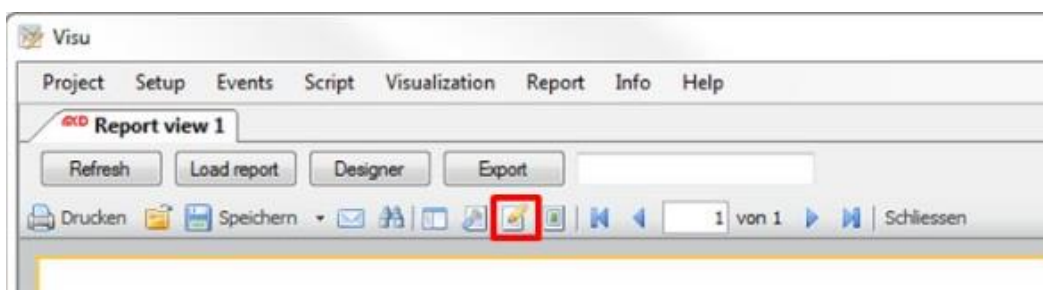 Visu
Project Setup Events Script Visualization Report Info Help
GXD Report view 1
Refresh Load report Designer Export
Drucken Speichern 1 von 1 Schliessen